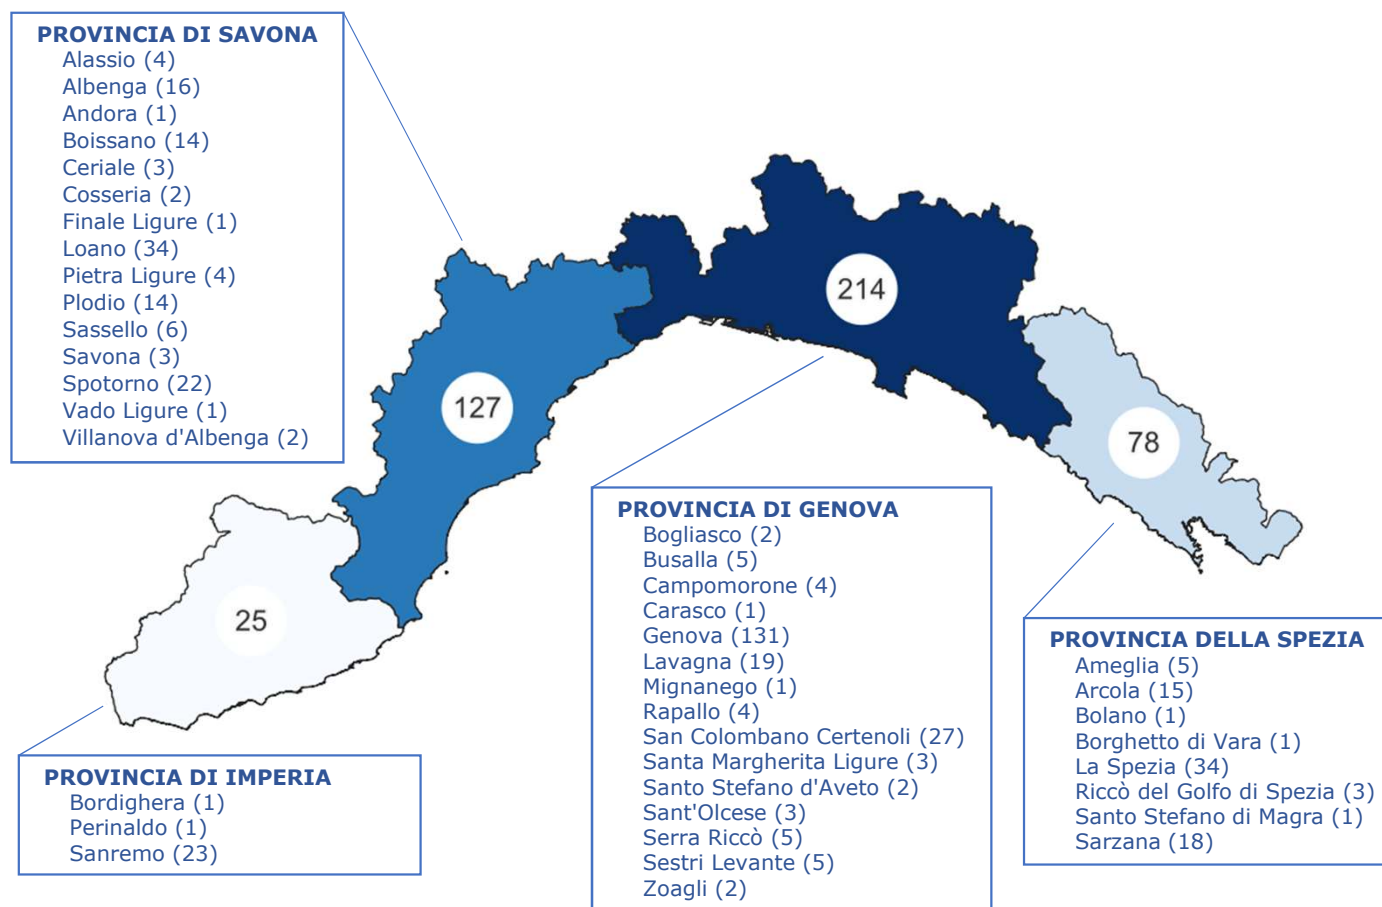 PROVINCIA DI SAVONA
Alassio (4)
Albenga (16)
Andora (1)
Boissano (14)
Ceriale (3)
Cosseria (2)
Finale Ligure (1)
Loano (34)
Pietra Ligure (4)
Plodio (14)
Sassello (6)
Savona (3)
Spotorno (22)
Vado Ligure (1)
Villanova d'Albenga (2)
214
127
78
25
PROVINCIA DI GENOVA
Bogliasco (2)
Busalla (5)
Campomorone (4)
Carasco (1)
Genova (131)
Lavagna (19)
Mignanego (1)
Rapallo (4)
San Colombano Certenoli (27)
Santa Margherita Ligure (3)
Santo Stefano d'Aveto (2)
Sant'Olcese (3)
Serra Riccò (5)
Sestri Levante (5)
Zoagli (2)
PROVINCIA DELLA SPEZIA
Ameglia (5)
Arcola (15)
Bolano (1)
Borghetto di Vara (1)
La Spezia (34)
Riccò del Golfo di Spezia (3)
Santo Stefano di Magra (1)
Sarzana (18)
PROVINCIA DI IMPERIA
Bordighera (1)
Perinaldo (1)
Sanremo (23)